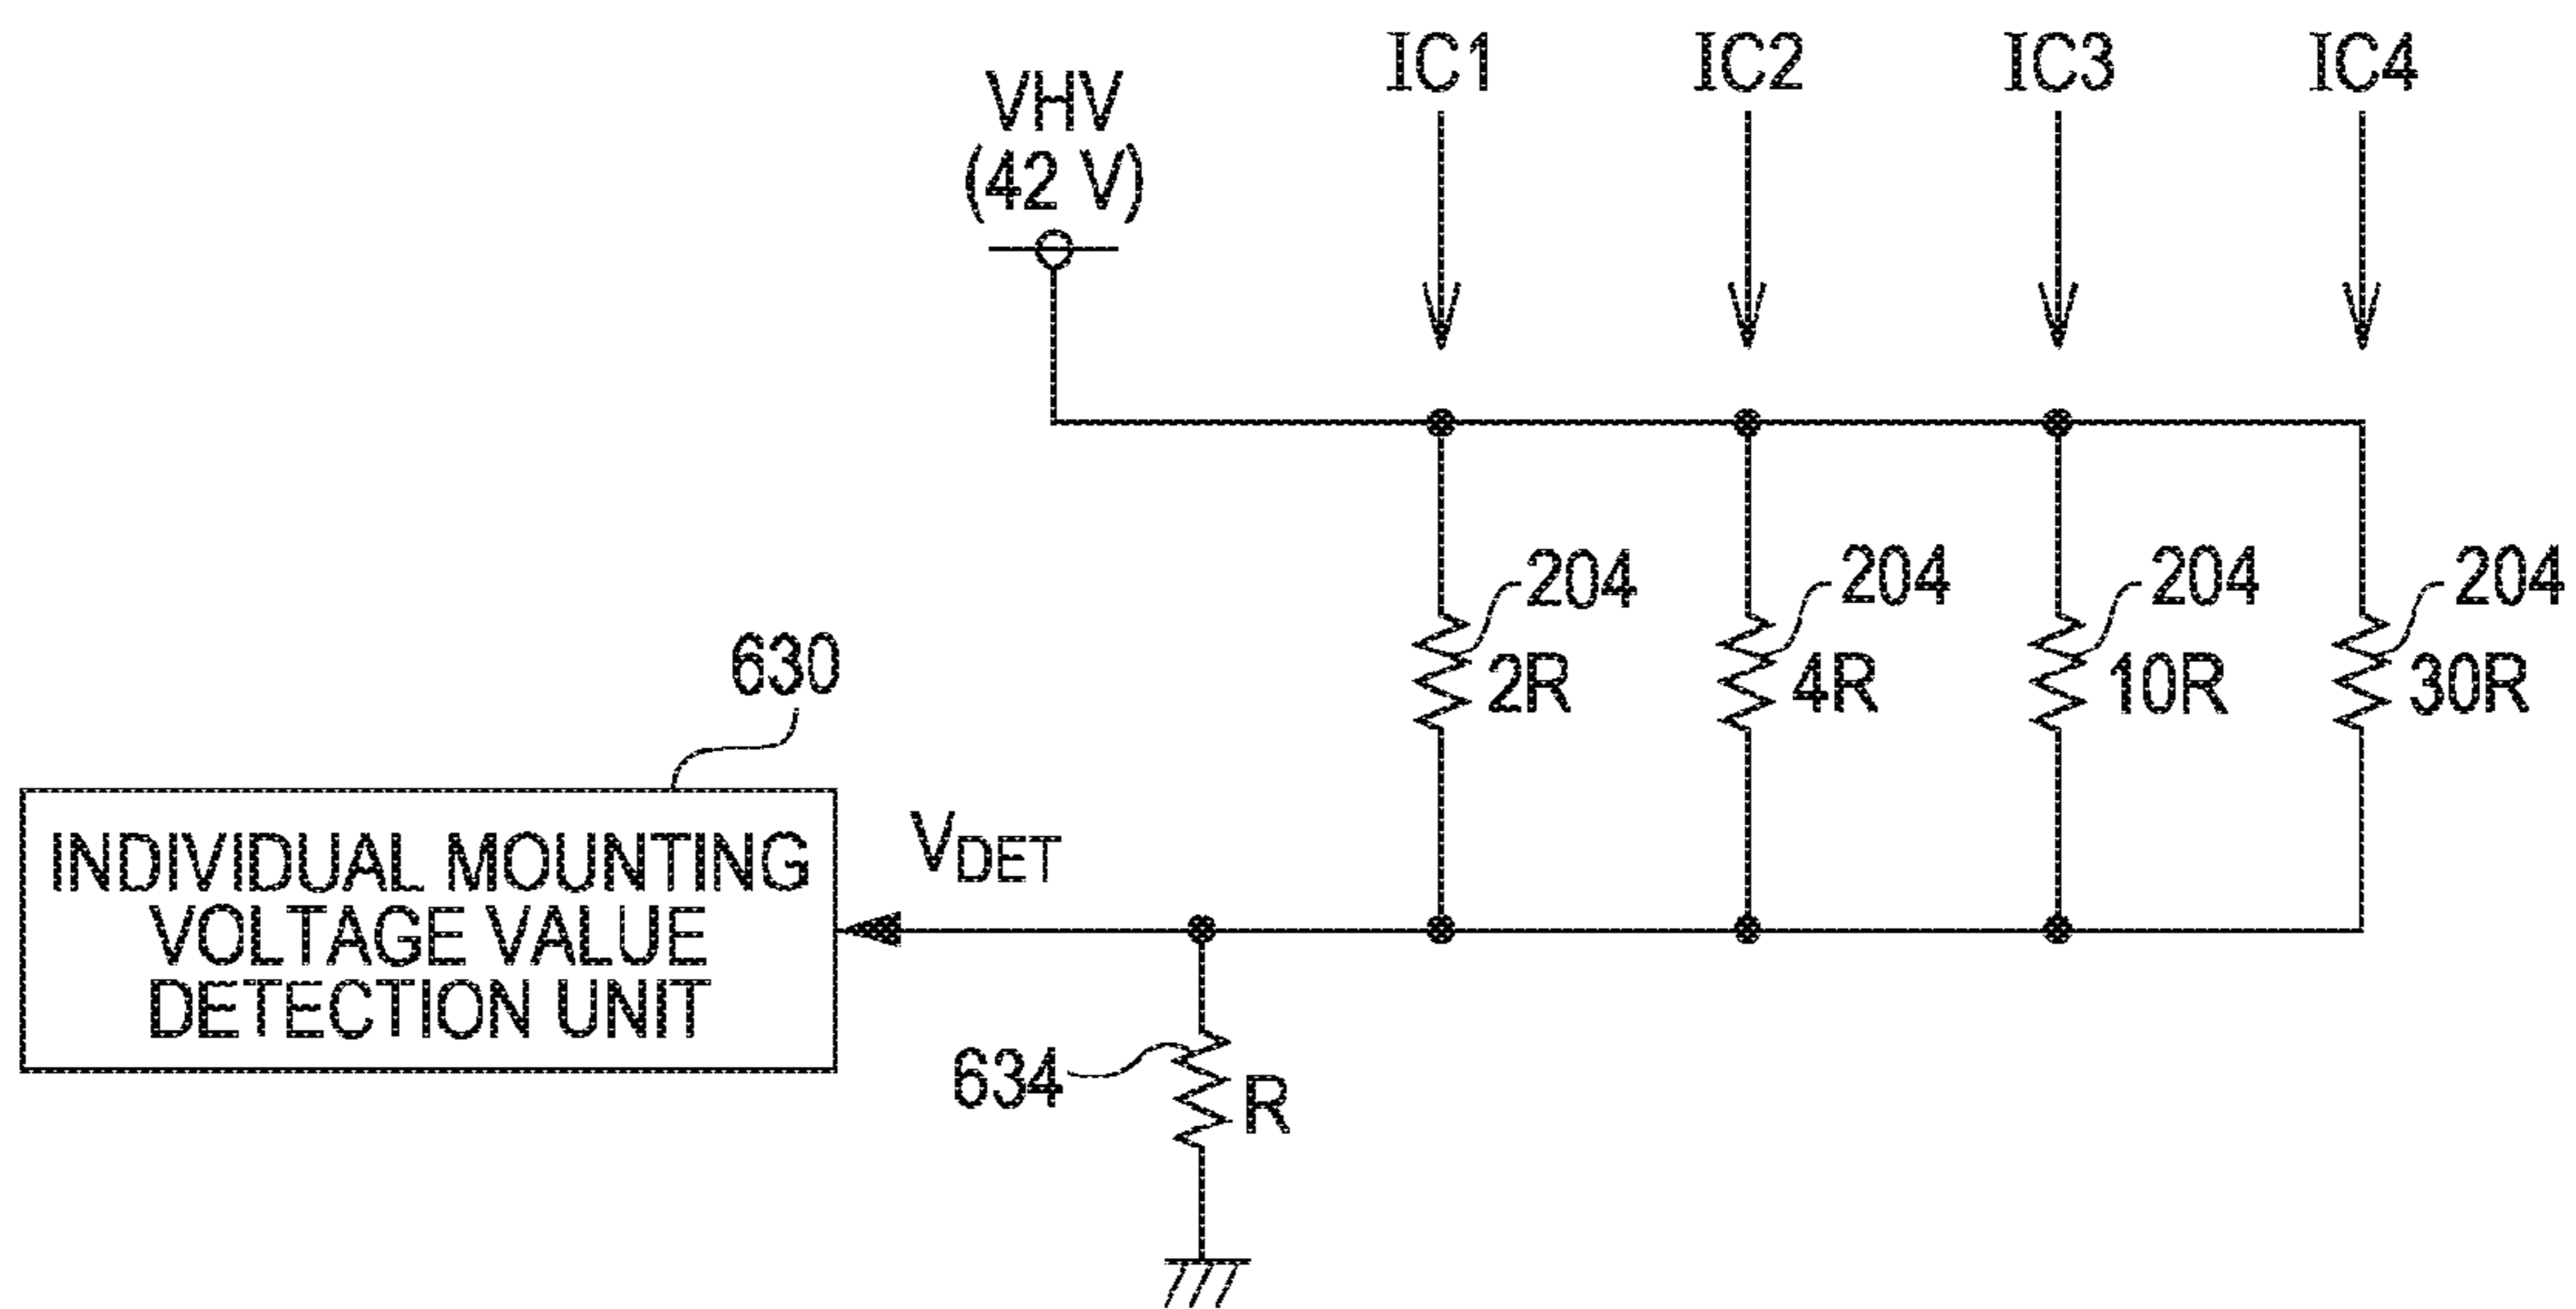 IC1 IC2 IC3 IC4
VHV
(42 V)
204 204 204 204
2R 4R 10R 30R
630
VDET
INDIVIDUAL MOUNTING
VOLTAGE VALUE
DETECTION UNIT
634
R